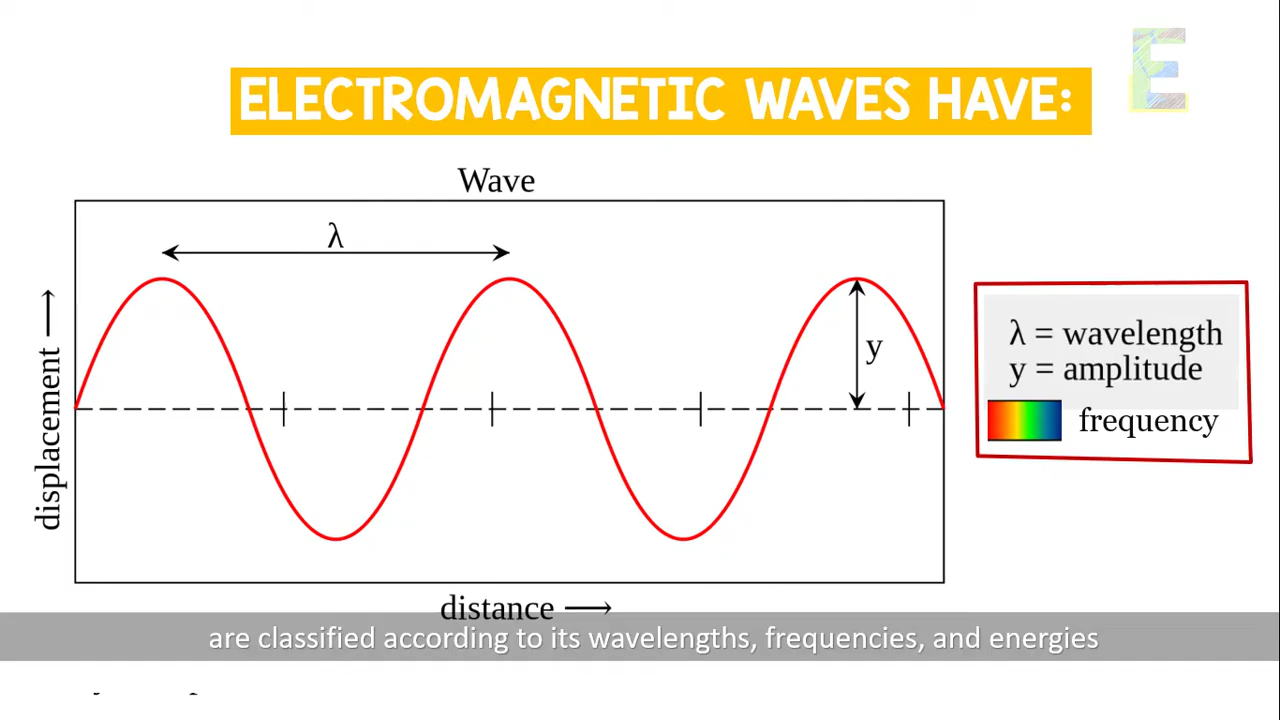 E
ELECTROMAGNETIC WAVES HAVE:
Wave
λ
y
displacement ⟶
λ = wavelength
y = amplitude
frequency
distance ⟶
are classified according to its wavelengths, frequencies, and energies